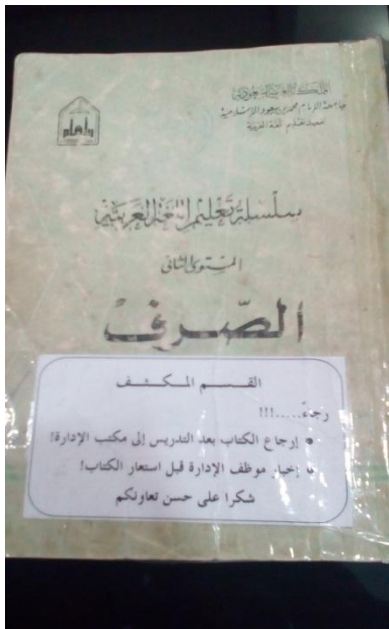 المملكة العربية السعودية
جامعة الإمام محمد بن سعود الإسلامية
معهد تعليم اللغة العربية
سلسلة تعليم اللغة العربية
المستوى الثاني
الصّرف
القسم المكثف
رجاءً.....!!!
• إرجاع الكتاب بعد التدريس إلى مكتب الإدارة!
• إخبار موظف الإدارة قبل استعار الكتاب!
شكرا على حسن تعاونكم